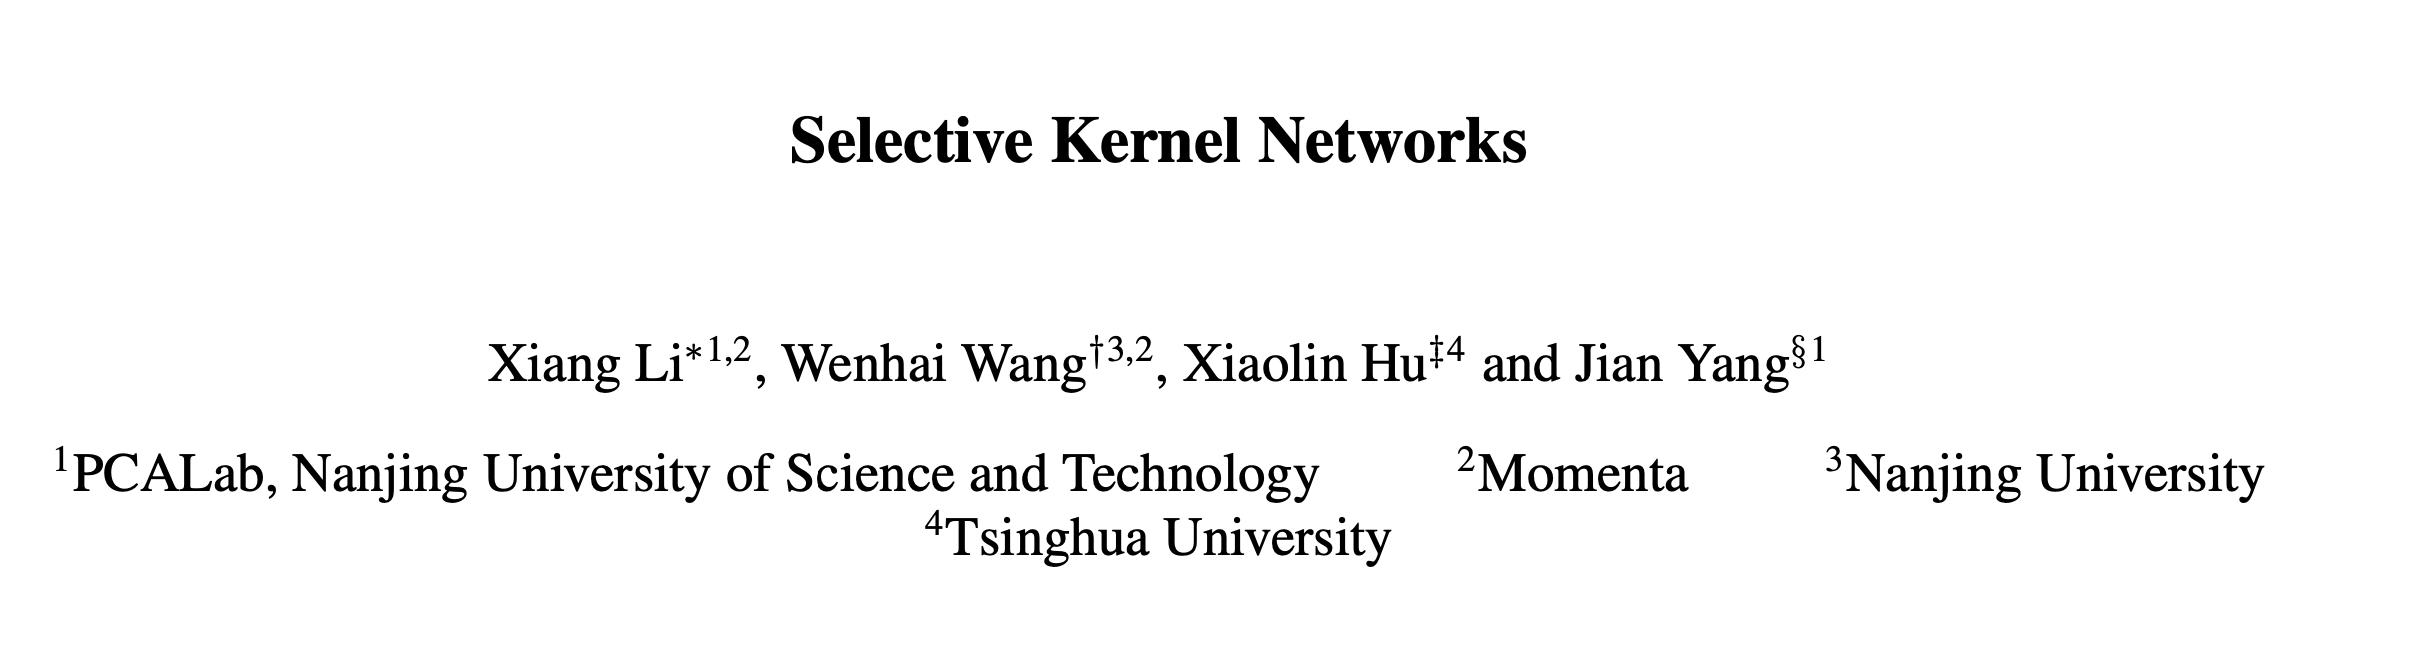 Selective Kernel Networks
Xiang Li*1,2, Wenhai Wang†3,2, Xiaolin Hu‡4 and Jian Yang§1
1PCALab, Nanjing University of Science and Technology 2Momenta 3Nanjing University
4Tsinghua University